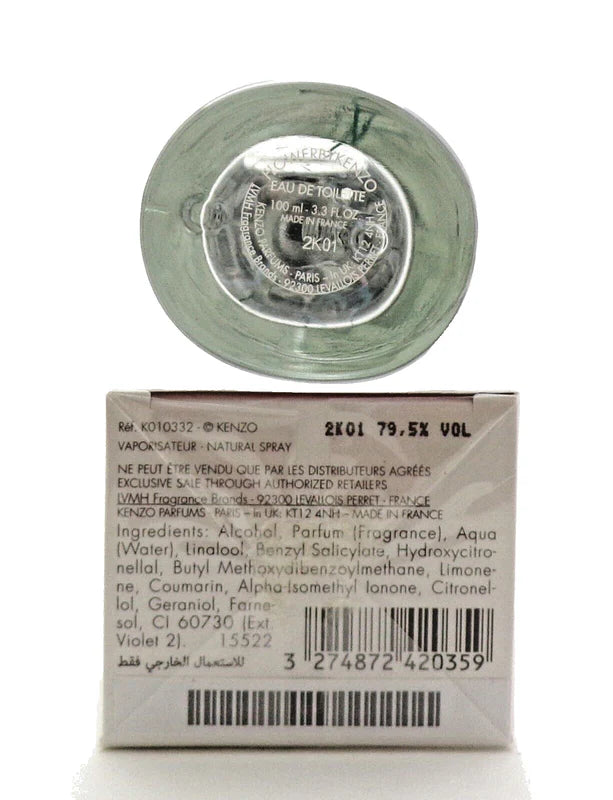 FLOWERBYKENZO
EAU DE TOILETTE
100 ml - 3.3 FL.OZ.
MADE IN FRANCE
2K01
KENZO PARFUMS - PARIS – In UK: KT12 4NH
LVMH Fragrance Brands - 92300 LEVALLOIS PERRET - FRANCE
Réf. K010332 - © KENZO
2K01 79,5% VOL
VAPORISATEUR - NATURAL SPRAY
NE PEUT ÊTRE VENDU QUE PAR LES DISTRIBUTEURS AGRÉÉS
EXCLUSIVE SALE THROUGH AUTHORIZED RETAILERS
LVMH Fragrance Brands - 92300 LEVALLOIS PERRET - FRANCE
KENZO PARFUMS - PARIS – In UK: KT12 4NH – MADE IN FRANCE
Ingredients: Alcohol, Parfum (Fragrance), Aqua
(Water), Linalool, Benzyl Salicylate, Hydroxycitro-
nellal, Butyl Methoxydibenzoylmethane, Limone-
ne, Coumarin, Alpha-Isomethyl Ionone, Citronel-
lol, Geraniol, Farne-
sol, CI 60730 (Ext.
Violet 2). 15522
للاستعمال الخارجي فقط
3 274872 420359